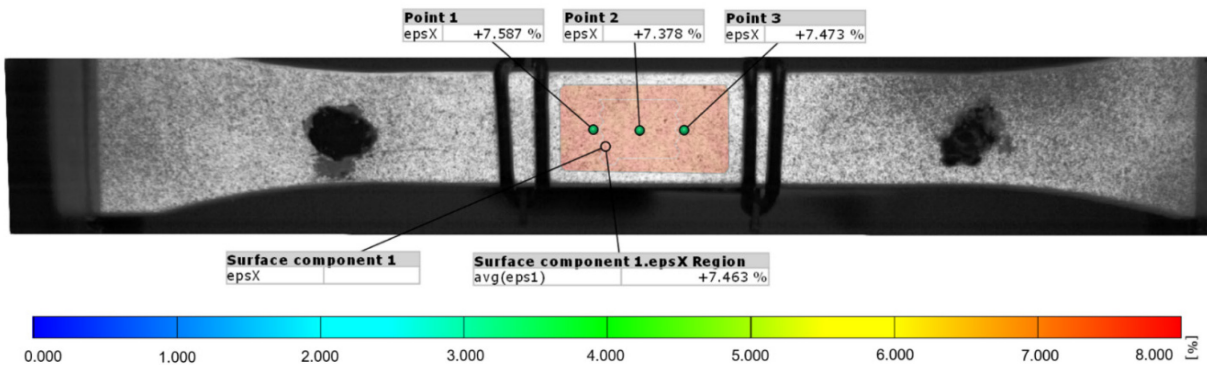 Point 1
epsX +7.587 %
Point 2
epsX +7.378 %
Point 3
epsX +7.473 %
Surface component 1
epsX
Surface component 1.epsX Region
avg(eps1) +7.463 %
0.000 1.000 2.000 3.000 4.000 5.000 6.000 7.000 8.000 [%]